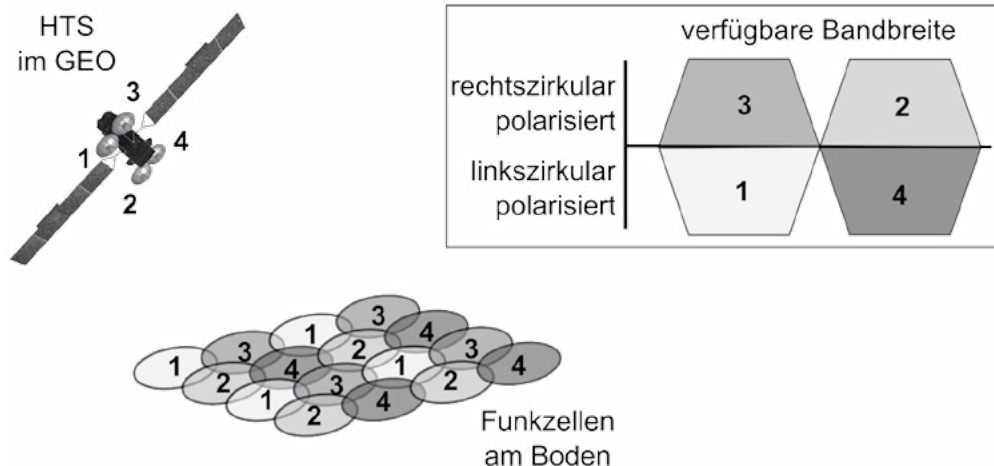 HTS
im GEO
3
4
1
2
verfügbare Bandbreite
rechtszirkular
polarisiert
3
2
linkszirkular
polarisiert
1
4
3
1
4
3
2
3
1
4
1
4
3
2
2
1
4
2
Funkzellen
am Boden